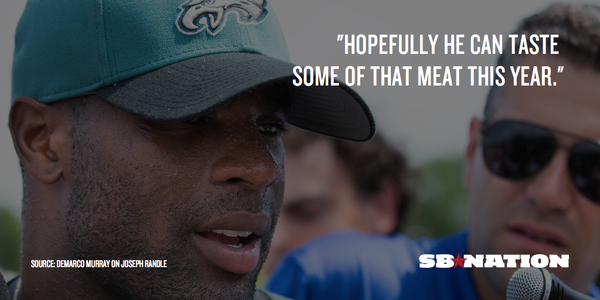 "HOPEFULLY HE CAN TASTE
SOME OF THAT MEAT THIS YEAR."
SOURCE: DEMARCO MURRAY ON JOSEPH RANDLE
SB★NATION